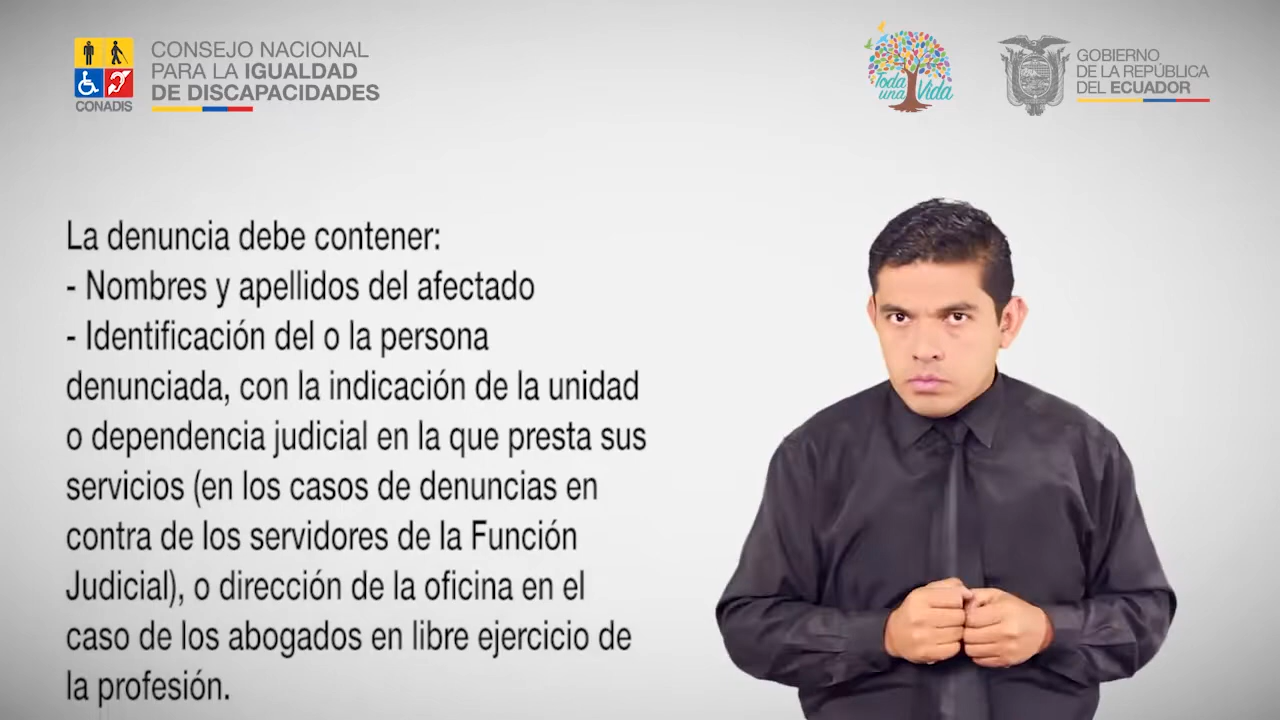 CONADIS
CONSEJO NACIONAL
PARA LA IGUALDAD
DE DISCAPACIDADES
Toda
una Vida
GOBIERNO
DE LA REPÚBLICA
DEL ECUADOR
La denuncia debe contener:
- Nombres y apellidos del afectado
- Identificación del o la persona
denunciada, con la indicación de la unidad
o dependencia judicial en la que presta sus
servicios (en los casos de denuncias en
contra de los servidores de la Función
Judicial), o dirección de la oficina en el
caso de los abogados en libre ejercicio de
la profesión.